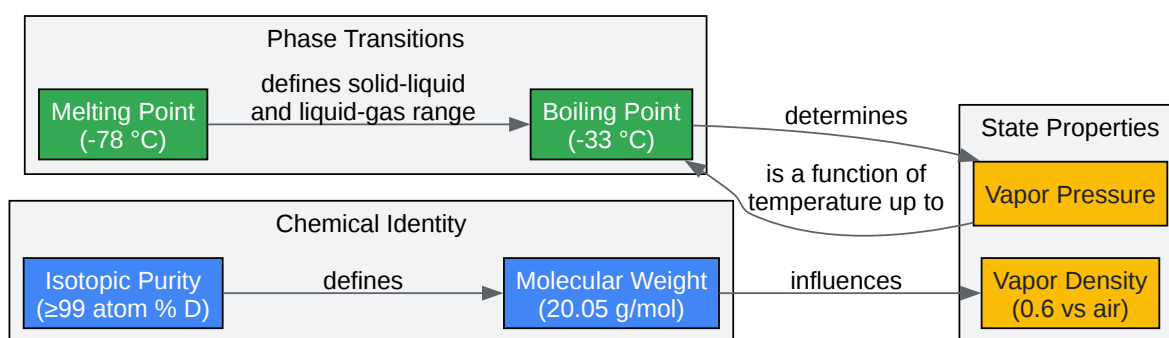 Phase Transitions
defines solid-liquid
and liquid-gas range
Melting Point
(-78 °C)
Boiling Point
(-33 °C)
determines
State Properties
is a function of
temperature up to
Vapor Pressure
Chemical Identity
Isotopic Purity
(≥99 atom % D)
defines
Molecular Weight
(20.05 g/mol)
influences
Vapor Density
(0.6 vs air)